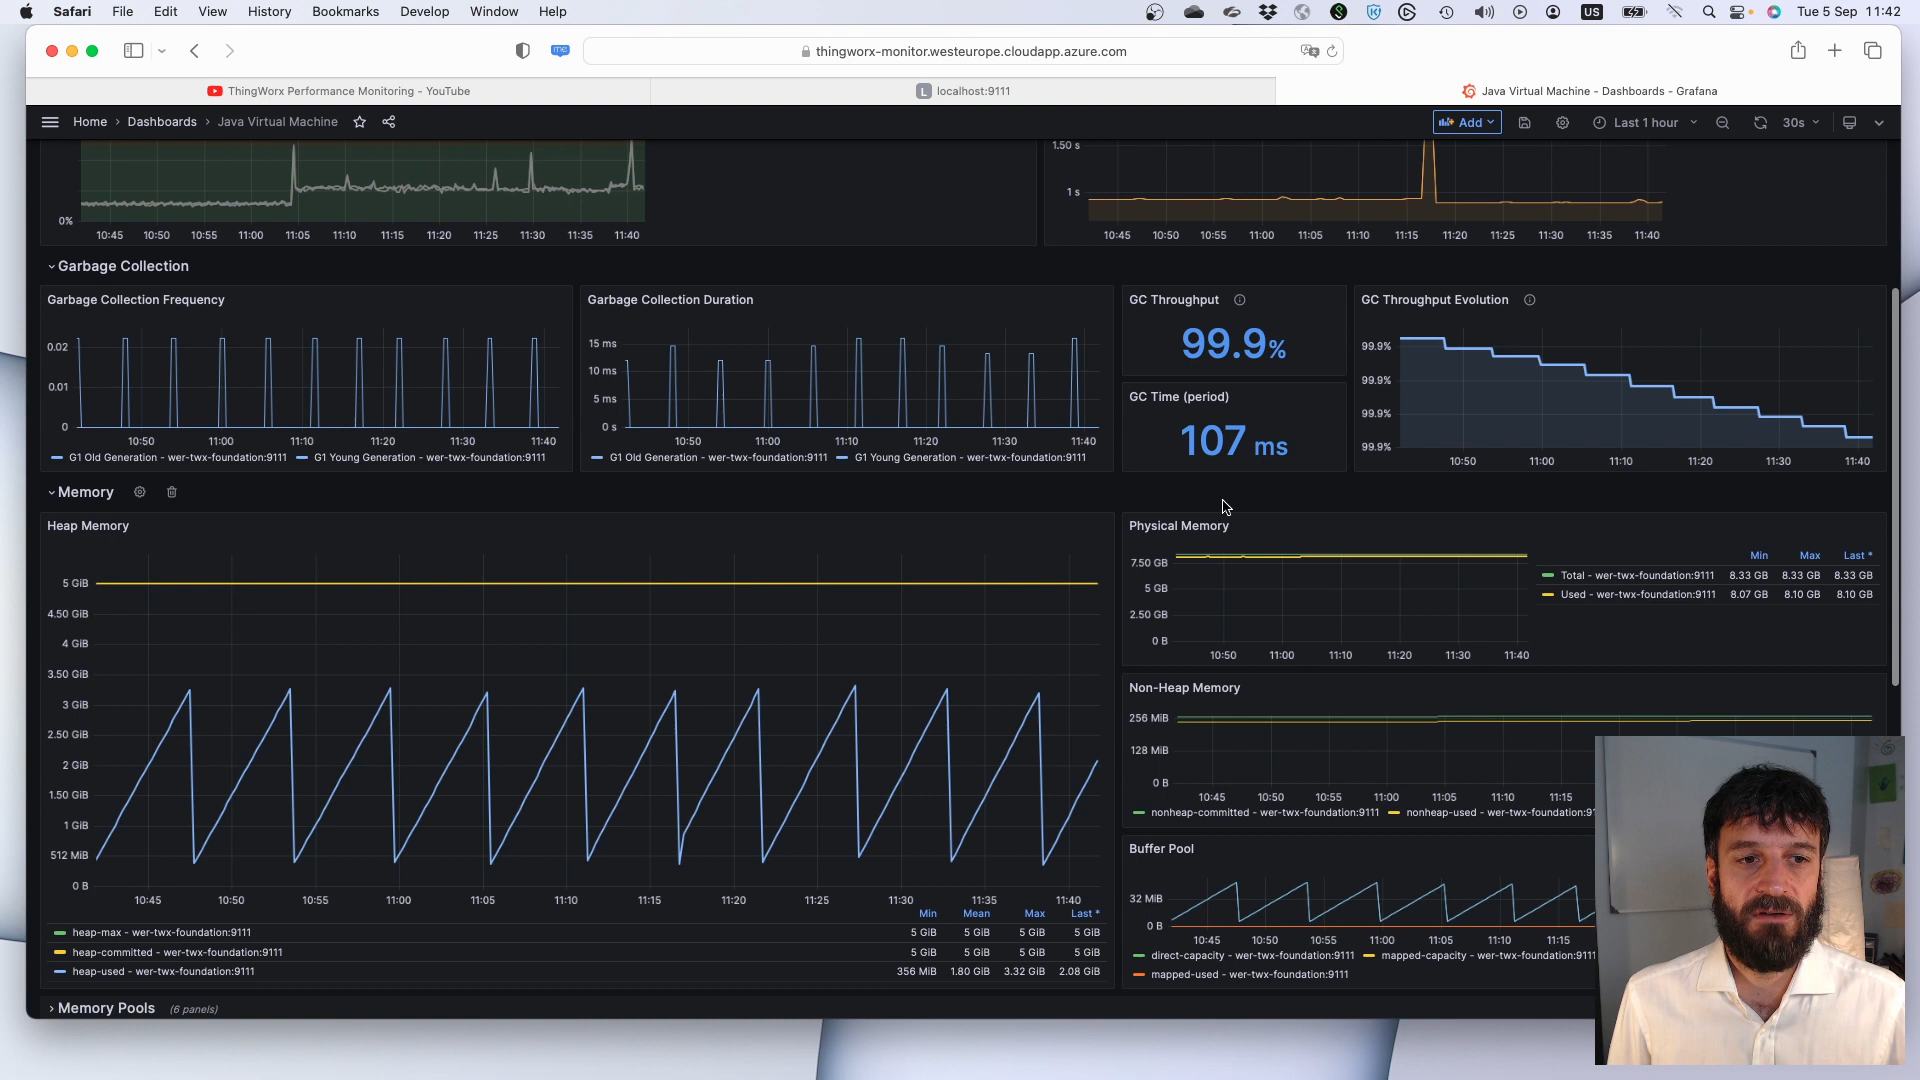 Safari File Edit View History Bookmarks Develop Window Help US Tue 5 Sep 11:42
thingworx-monitor.westeurope.cloudapp.azure.com
ThingWorx Performance Monitoring - YouTube
L localhost:9111
Java Virtual Machine - Dashboards - Grafana
Home › Dashboards › Java Virtual Machine
Add
Last 1 hour
30s
0%
10:45 10:50 10:55 11:00 11:05 11:10 11:15 11:20 11:25 11:30 11:35 11:40
1.50 s
1 s
10:45 10:50 10:55 11:00 11:05 11:10 11:15 11:20 11:25 11:30 11:35 11:40
Garbage Collection
Garbage Collection Frequency
0.02
0.01
0
10:50 11:00 11:10 11:20 11:30 11:40
G1 Old Generation - wer-twx-foundation:9111 G1 Young Generation - wer-twx-foundation:9111
Garbage Collection Duration
15 ms
10 ms
5 ms
0 s
10:50 11:00 11:10 11:20 11:30 11:40
G1 Old Generation - wer-twx-foundation:9111 G1 Young Generation - wer-twx-foundation:9111
GC Throughput
99.9%
GC Time (period)
107 ms
GC Throughput Evolution
99.9%
99.9%
99.9%
99.9%
10:50 11:00 11:10 11:20 11:30 11:40
Memory
Heap Memory
5 GiB
4.50 GiB
4 GiB
3.50 GiB
3 GiB
2.50 GiB
2 GiB
1.50 GiB
1 GiB
512 MiB
0 B
10:45 10:50 10:55 11:00 11:05 11:10 11:15 11:20 11:25 11:30 11:35 11:40
Min Mean Max Last *
heap-max - wer-twx-foundation:9111 5 GiB 5 GiB 5 GiB 5 GiB
heap-committed - wer-twx-foundation:9111 5 GiB 5 GiB 5 GiB 5 GiB
heap-used - wer-twx-foundation:9111 356 MiB 1.80 GiB 3.32 GiB 2.08 GiB
Physical Memory
7.50 GB
5 GB
2.50 GB
0 B
10:50 11:00 11:10 11:20 11:30 11:40
Min Max Last *
Total - wer-twx-foundation:9111 8.33 GB 8.33 GB 8.33 GB
Used - wer-twx-foundation:9111 8.07 GB 8.10 GB 8.10 GB
Non-Heap Memory
256 MiB
128 MiB
0 B
10:45 10:50 10:55 11:00 11:05 11:10 11:15
nonheap-committed - wer-twx-foundation:9111 nonheap-used - wer-twx-foundation:91
Buffer Pool
32 MiB
0 B
10:45 10:50 10:55 11:00 11:05 11:10 11:15
direct-capacity - wer-twx-foundation:9111 mapped-capacity - wer-twx-foundation:911
mapped-used - wer-twx-foundation:9111
Memory Pools (6 panels)